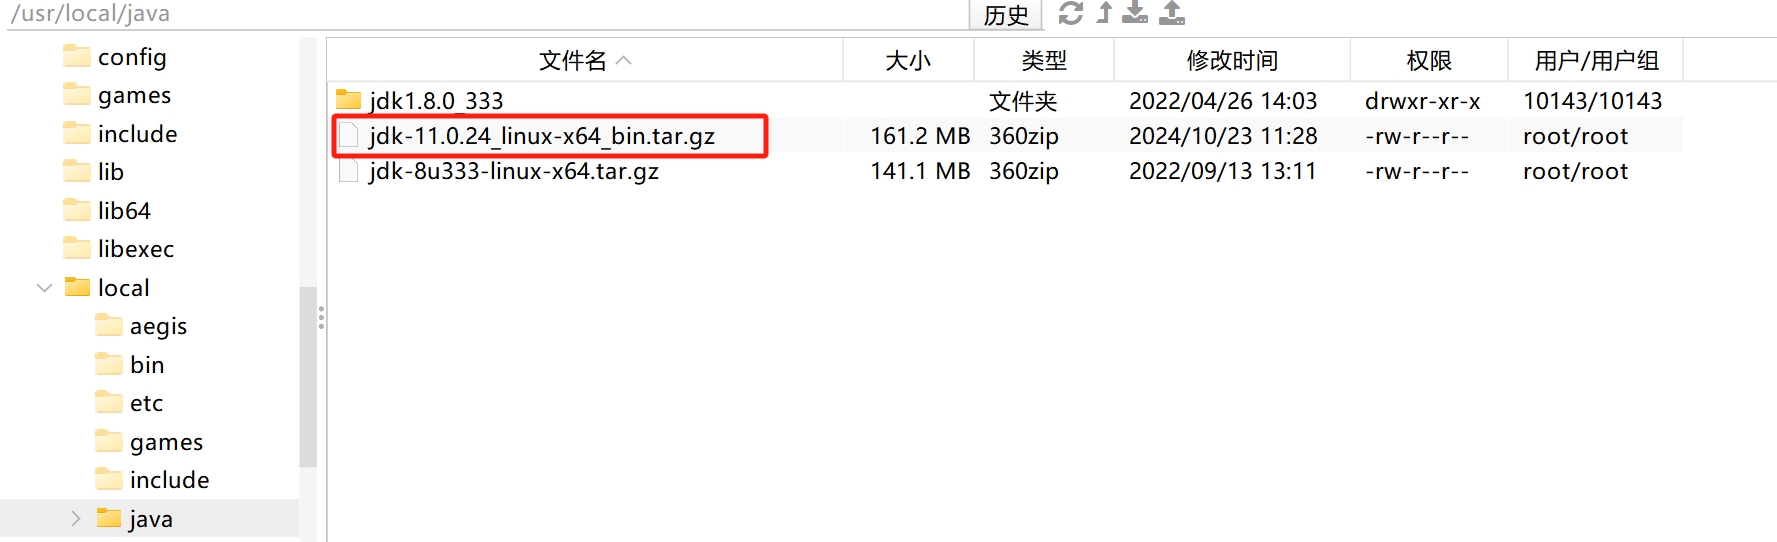 /usr/local/java 历史
config
games
include
lib
lib64
libexec
local
aegis
bin
etc
games
include
java
文件名 大小 类型 修改时间 权限 用户/用户组
jdk1.8.0_333 文件夹 2022/04/26 14:03 drwxr-xr-x 10143/10143
jdk-11.0.24_linux-x64_bin.tar.gz 161.2 MB 360zip 2024/10/23 11:28 -rw-r--r-- root/root
jdk-8u333-linux-x64.tar.gz 141.1 MB 360zip 2022/09/13 13:11 -rw-r--r-- root/root